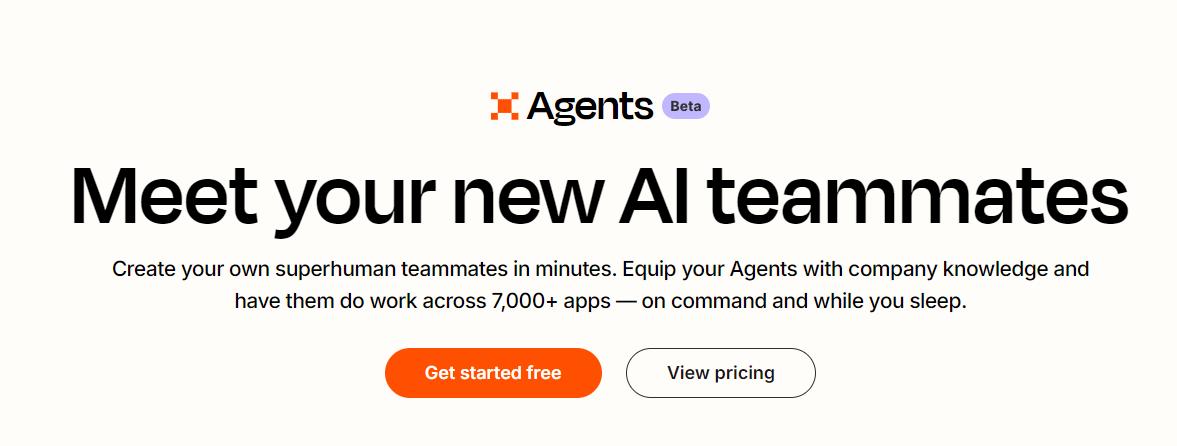 Agents Beta
Meet your new AI teammates
Create your own superhuman teammates in minutes. Equip your Agents with company knowledge and
have them do work across 7,000+ apps — on command and while you sleep.
Get started free View pricing